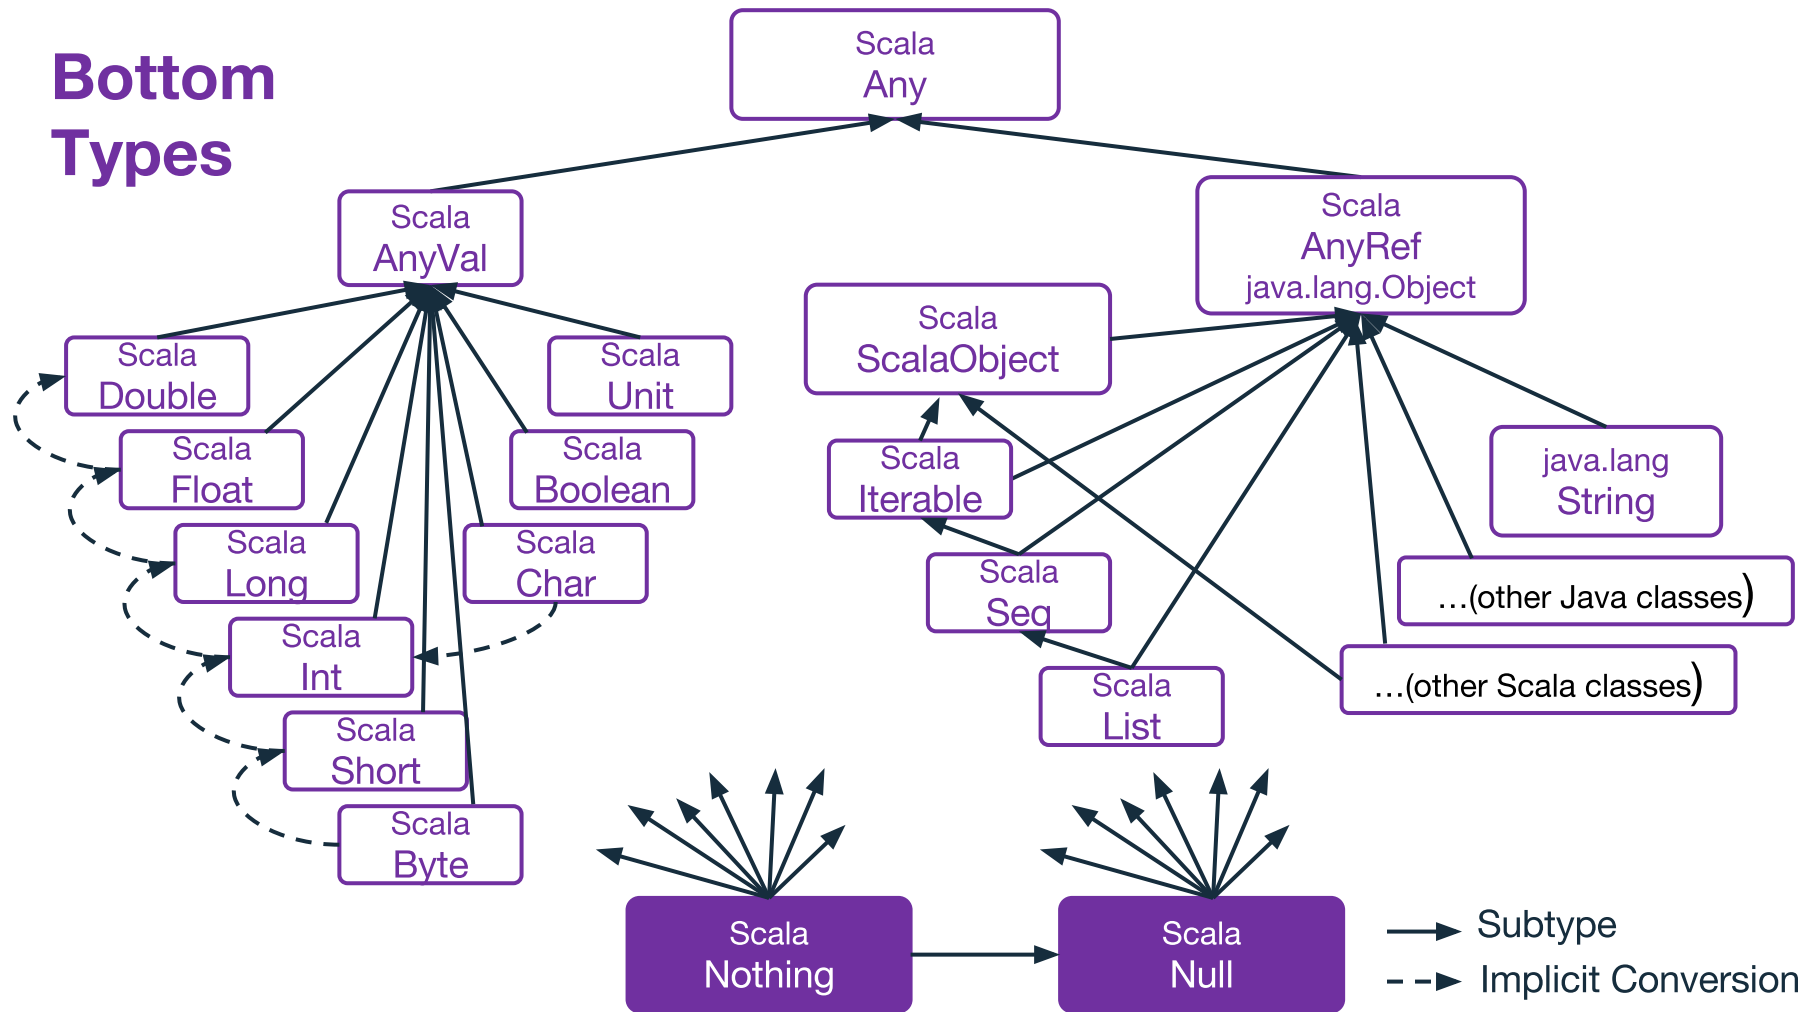 Bottom
Types
Scala
Any
Scala
AnyVal
Scala
AnyRef
java.lang.Object
Scala
ScalaObject
Scala
Double
Scala
Unit
Scala
Float
Scala
Boolean
Scala
Iterable
java.lang
String
Scala
Long
Scala
Char
Scala
Seq
...(other Java classes)
Scala
Int
...(other Scala classes)
Scala
List
Scala
Short
Scala
Byte
Scala
Nothing
Scala
Null
Subtype
Implicit Conversion